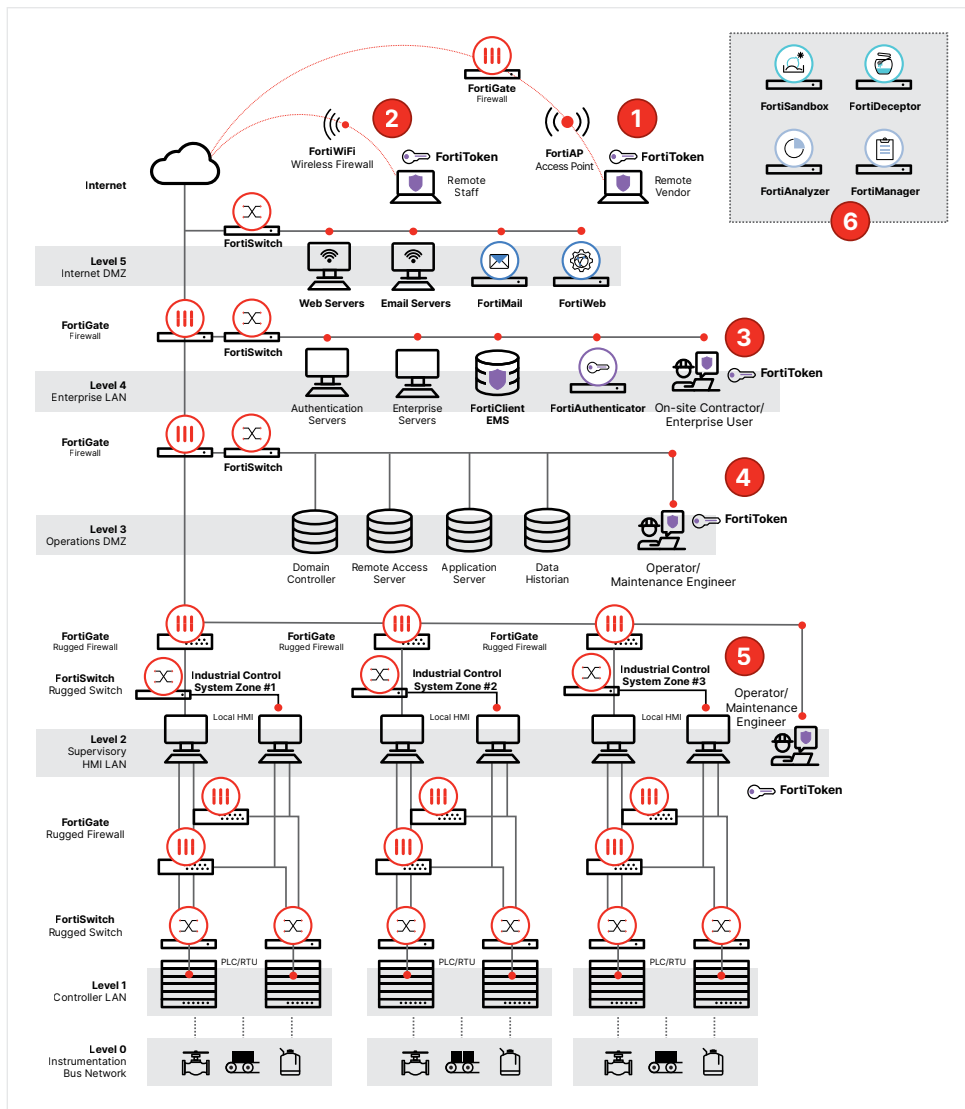 FortiGate
Firewall
FortiSandbox
FortiDeceptor
FortiAnalyzer
FortiManager
6
2
1
FortiWiFi
Wireless Firewall
FortiToken
Remote
Staff
FortiAP
Access Point
FortiToken
Remote
Vendor
Internet
FortiSwitch
Level 5
Internet DMZ
Web Servers
Email Servers
FortiMail
FortiWeb
FortiGate
Firewall
FortiSwitch
3
FortiToken
Level 4
Enterprise LAN
Authentication
Servers
Enterprise
Servers
FortiClient
EMS
FortiAuthenticator
On-site Contractor/
Enterprise User
FortiGate
Firewall
FortiSwitch
4
FortiToken
Level 3
Operations DMZ
Domain
Controller
Remote Access
Server
Application
Server
Data
Historian
Operator/
Maintenance Engineer
FortiGate
Rugged Firewall
FortiGate
Rugged Firewall
FortiGate
Rugged Firewall
5
FortiSwitch
Rugged Switch
Industrial Control
System Zone #1
Industrial Control
System Zone #2
Industrial Control
System Zone #3
Operator/
Maintenance
Engineer
Local HMI
Local HMI
Local HMI
Level 2
Supervisory
HMI LAN
FortiToken
FortiGate
Rugged Firewall
FortiSwitch
Rugged Switch
PLC/RTU
PLC/RTU
PLC/RTU
Level 1
Controller LAN
Level 0
Instrumentation
Bus Network